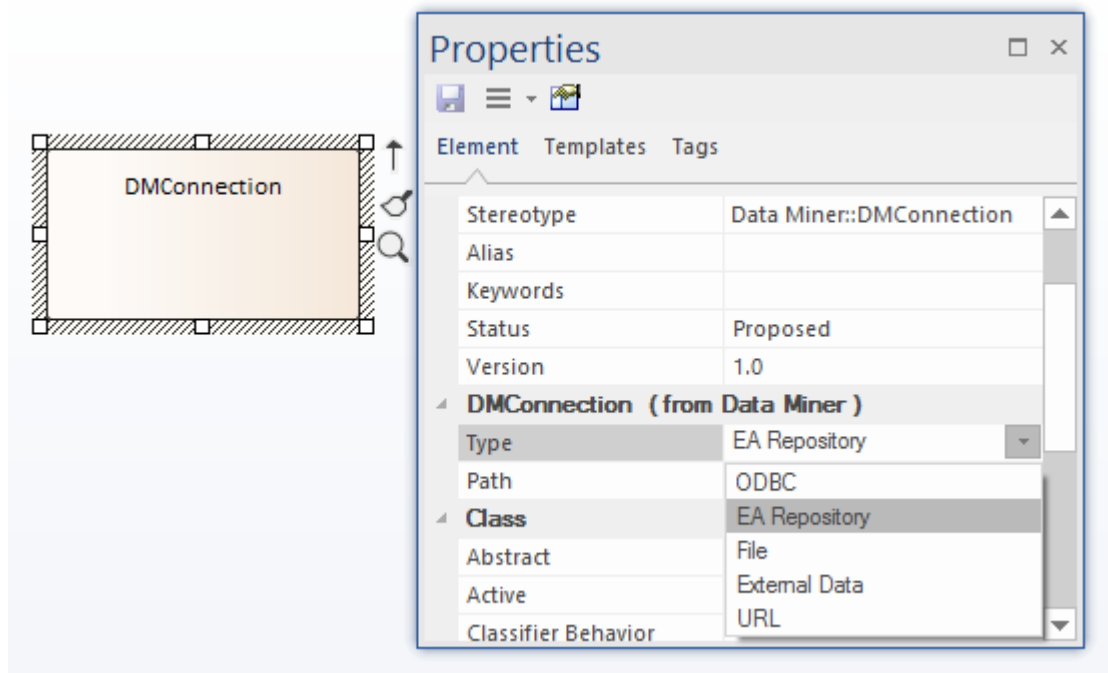 Properties
Element Templates Tags
DMConnection
Stereotype Data Miner::DMConnection
Alias
Keywords
Status Proposed
Version 1.0
DMConnection (from Data Miner )
Type EA Repository
Path
ODBC
EA Repository
File
External Data
URL
Class
Abstract
Active
Classifier Behavior